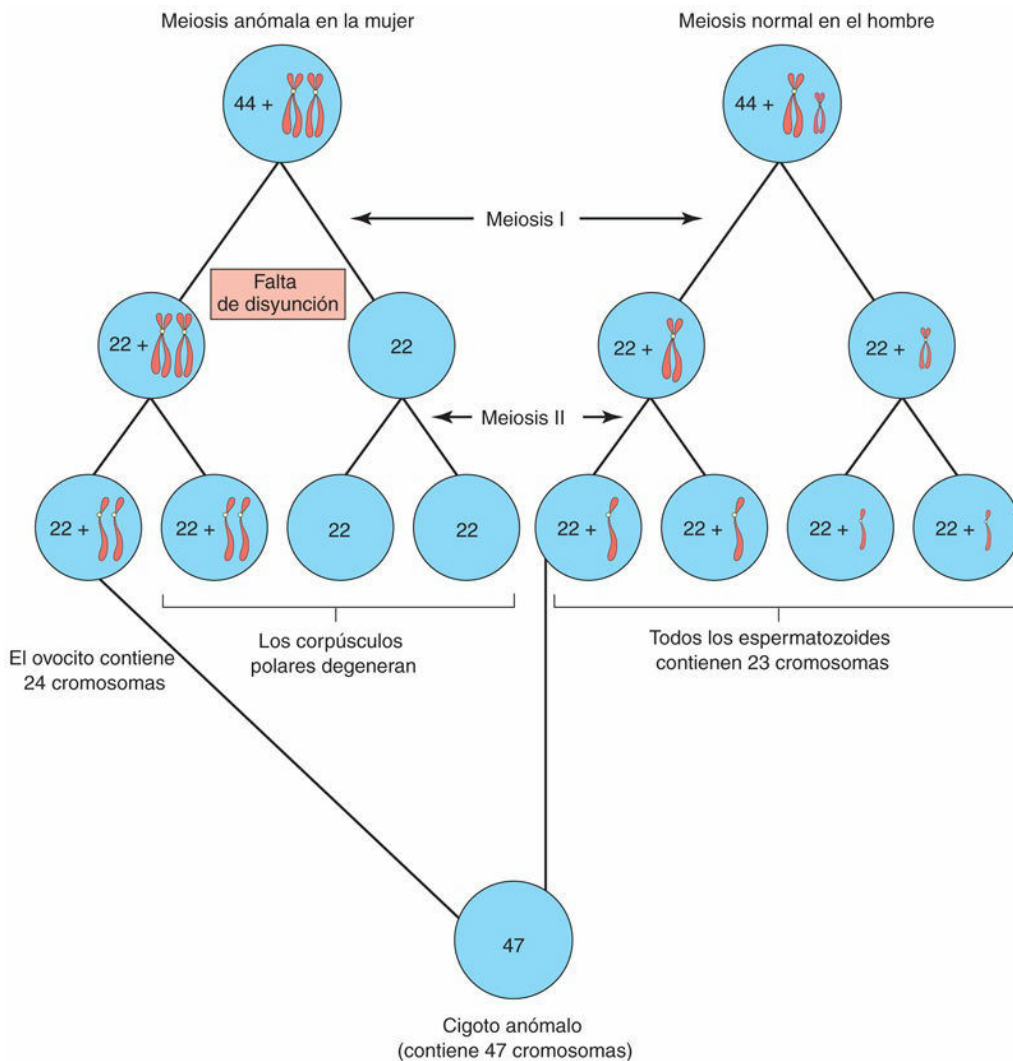 Meiosis anómala en la mujer
Meiosis normal en el hombre
44 +
44 +
Meiosis I
Falta
de disyunción
22 +
22
22 +
22 +
Meiosis II
22 +
22 +
22
22
22 +
22 +
22 +
22 +
El ovocito contiene
24 cromosomas
Los corpúsculos
polares degeneran
Todos los espermatozoides
contienen 23 cromosomas
47
Cigoto anómalo
(contiene 47 cromosomas)